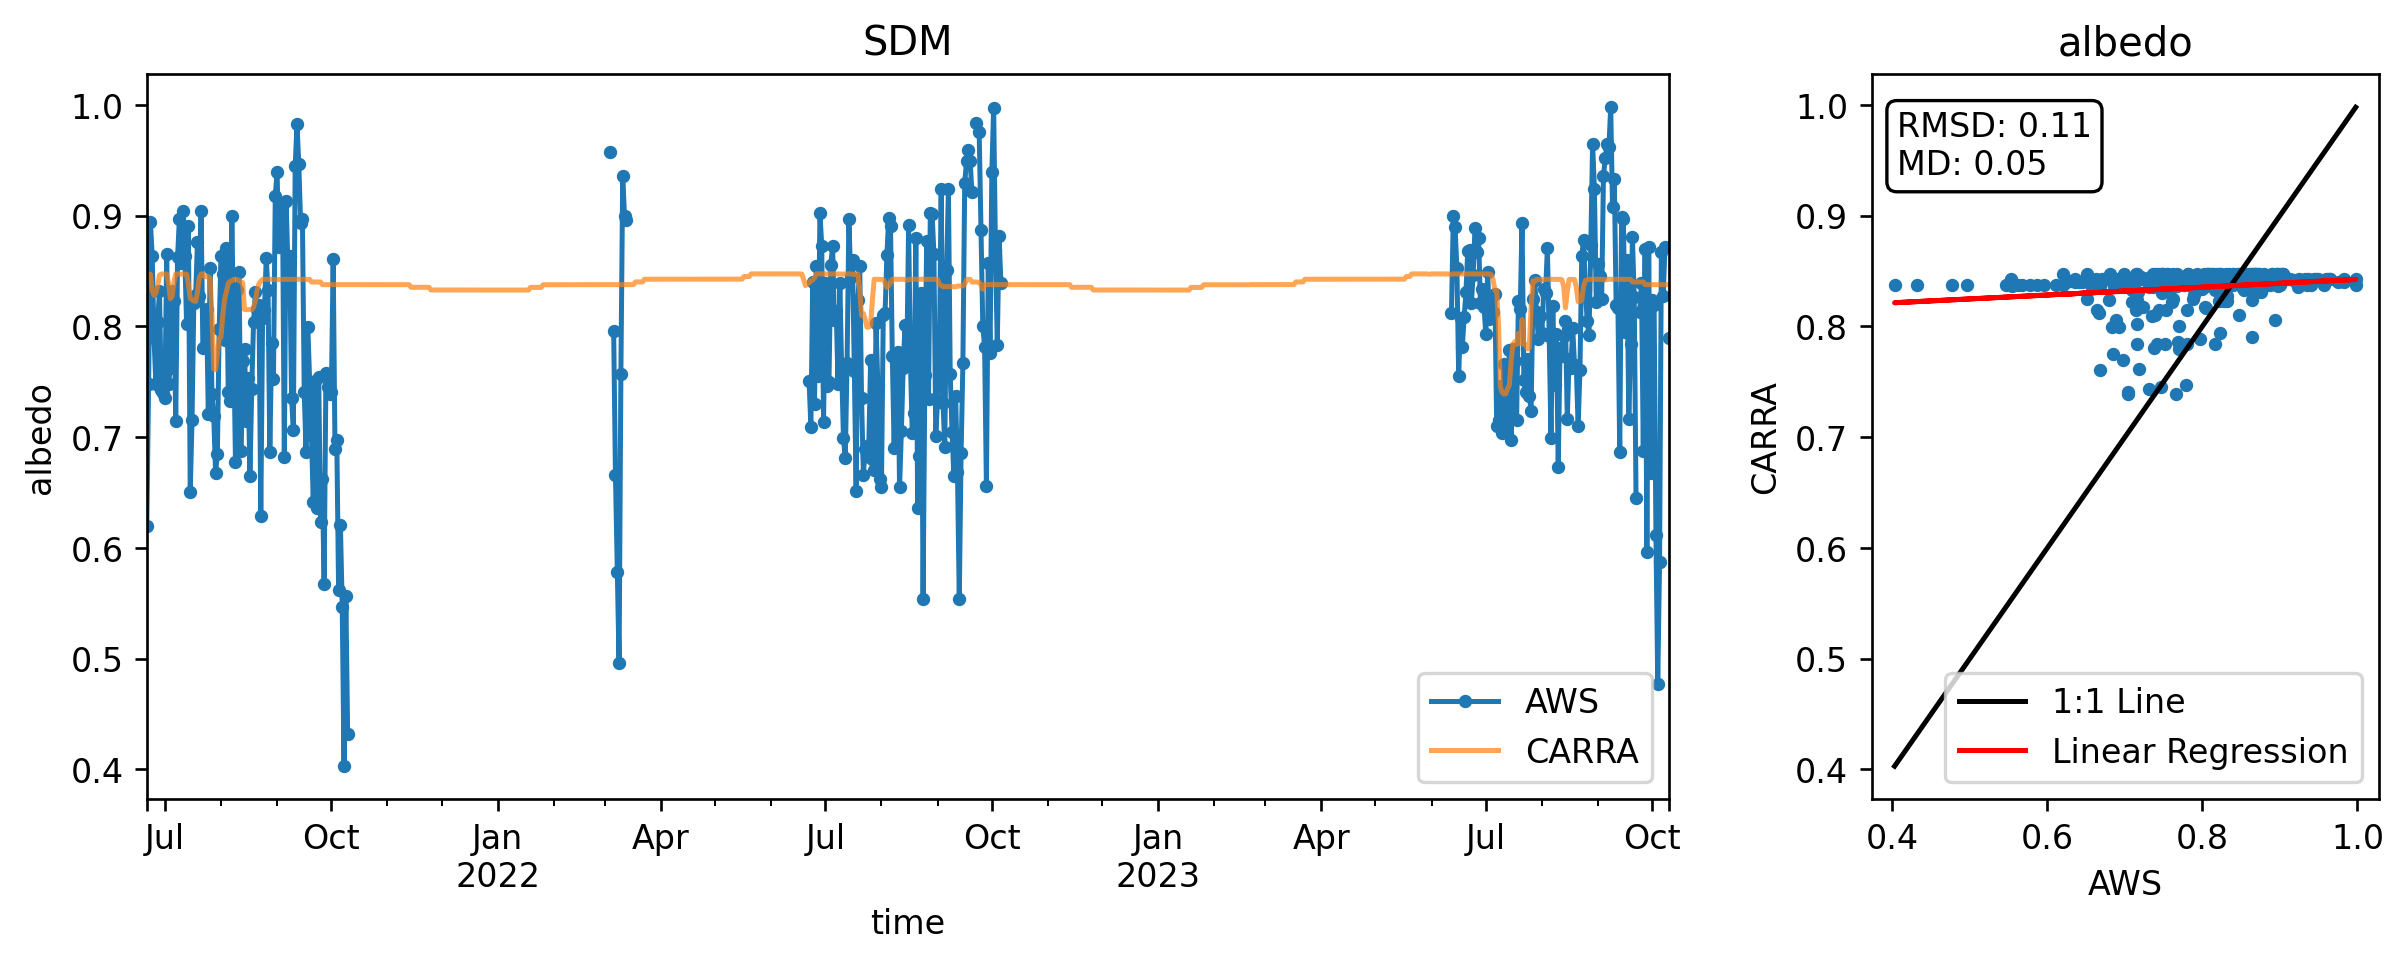 SDM
albedo
1.0
0.9
0.8
0.7
0.6
0.5
0.4
albedo
Jul
Oct
Jan
2022
Apr
Jul
Oct
Jan
2023
Apr
Jul
Oct
time
AWS
CARRA
albedo
RMSD: 0.11
MD: 0.05
1.0
0.9
0.8
0.7
0.6
0.5
0.4
CARRA
0.4
0.6
0.8
1.0
AWS
1:1 Line
Linear Regression